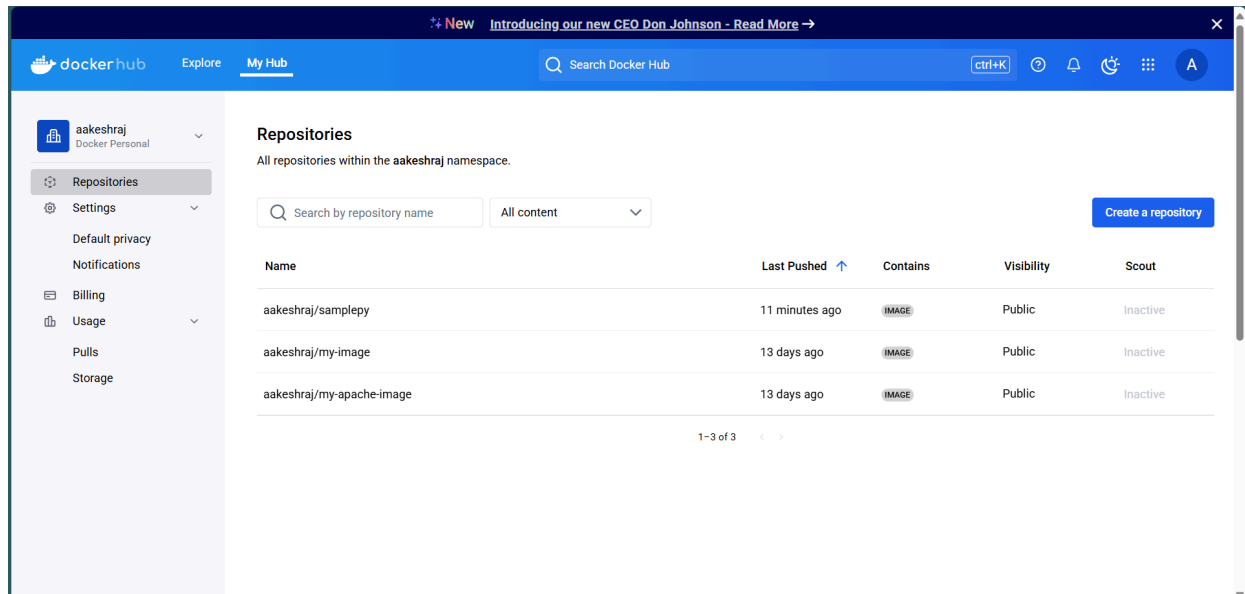 New Introducing our new CEO Don Johnson - Read More →
dockerhub Explore My Hub Search Docker Hub ctrl+K A
aakeshraj
Docker Personal
Repositories
Settings
Default privacy
Notifications
Billing
Usage
Pulls
Storage
Repositories
All repositories within the aakeshraj namespace.
Search by repository name All content Create a repository
Name Last Pushed ↑ Contains Visibility Scout
aakeshraj/samplepy 11 minutes ago IMAGE Public Inactive
aakeshraj/my-image 13 days ago IMAGE Public Inactive
aakeshraj/my-apache-image 13 days ago IMAGE Public Inactive
1–3 of 3